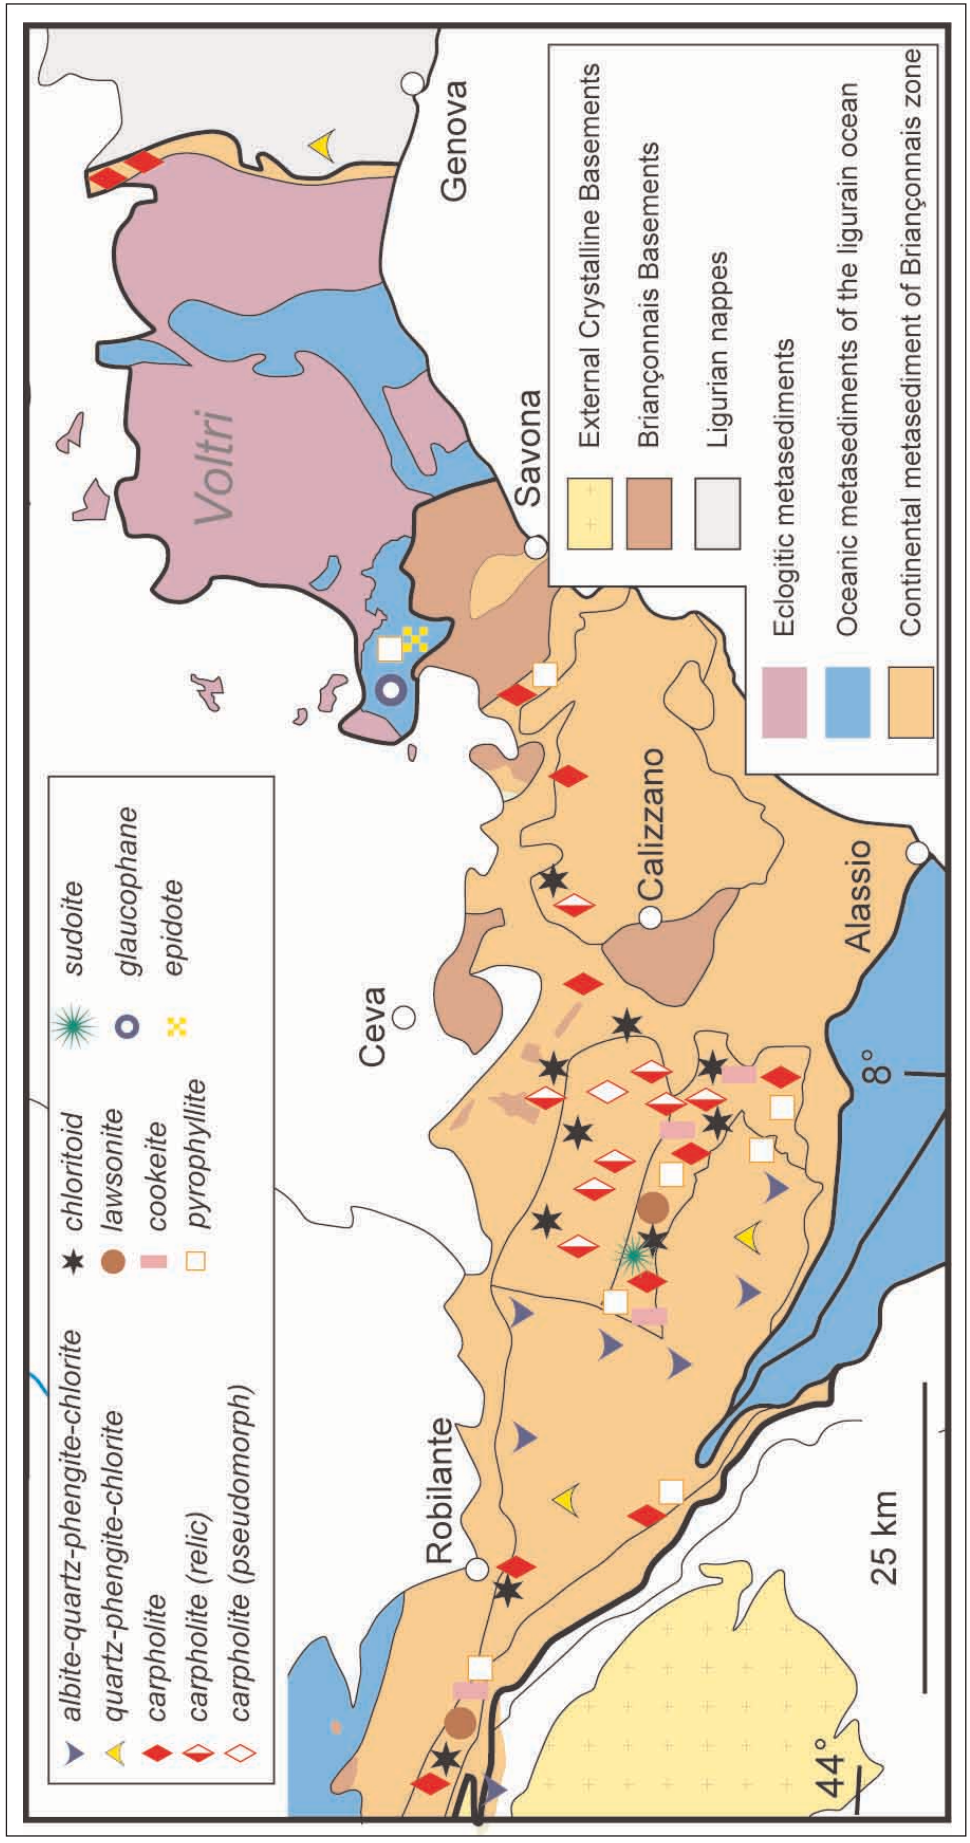 albite-quartz-phengite-chlorite
quartz-phengite-chlorite
carpholite
carpholite (relic)
carpholite (pseudomorph)
chloritoid
lawsonite
cookeite
pyrophyllite
sudoite
glaucophane
epidote
Voltri
Genova
Savona
Ceva
Calizzano
Alassio
Robilante
External Crystalline Basements
Briançonnais Basements
Ligurian nappes
Eclogitic metasediments
Oceanic metasediments of the ligurain ocean
Continental metasediment of Briançonnais zone
8°
25 km
44°